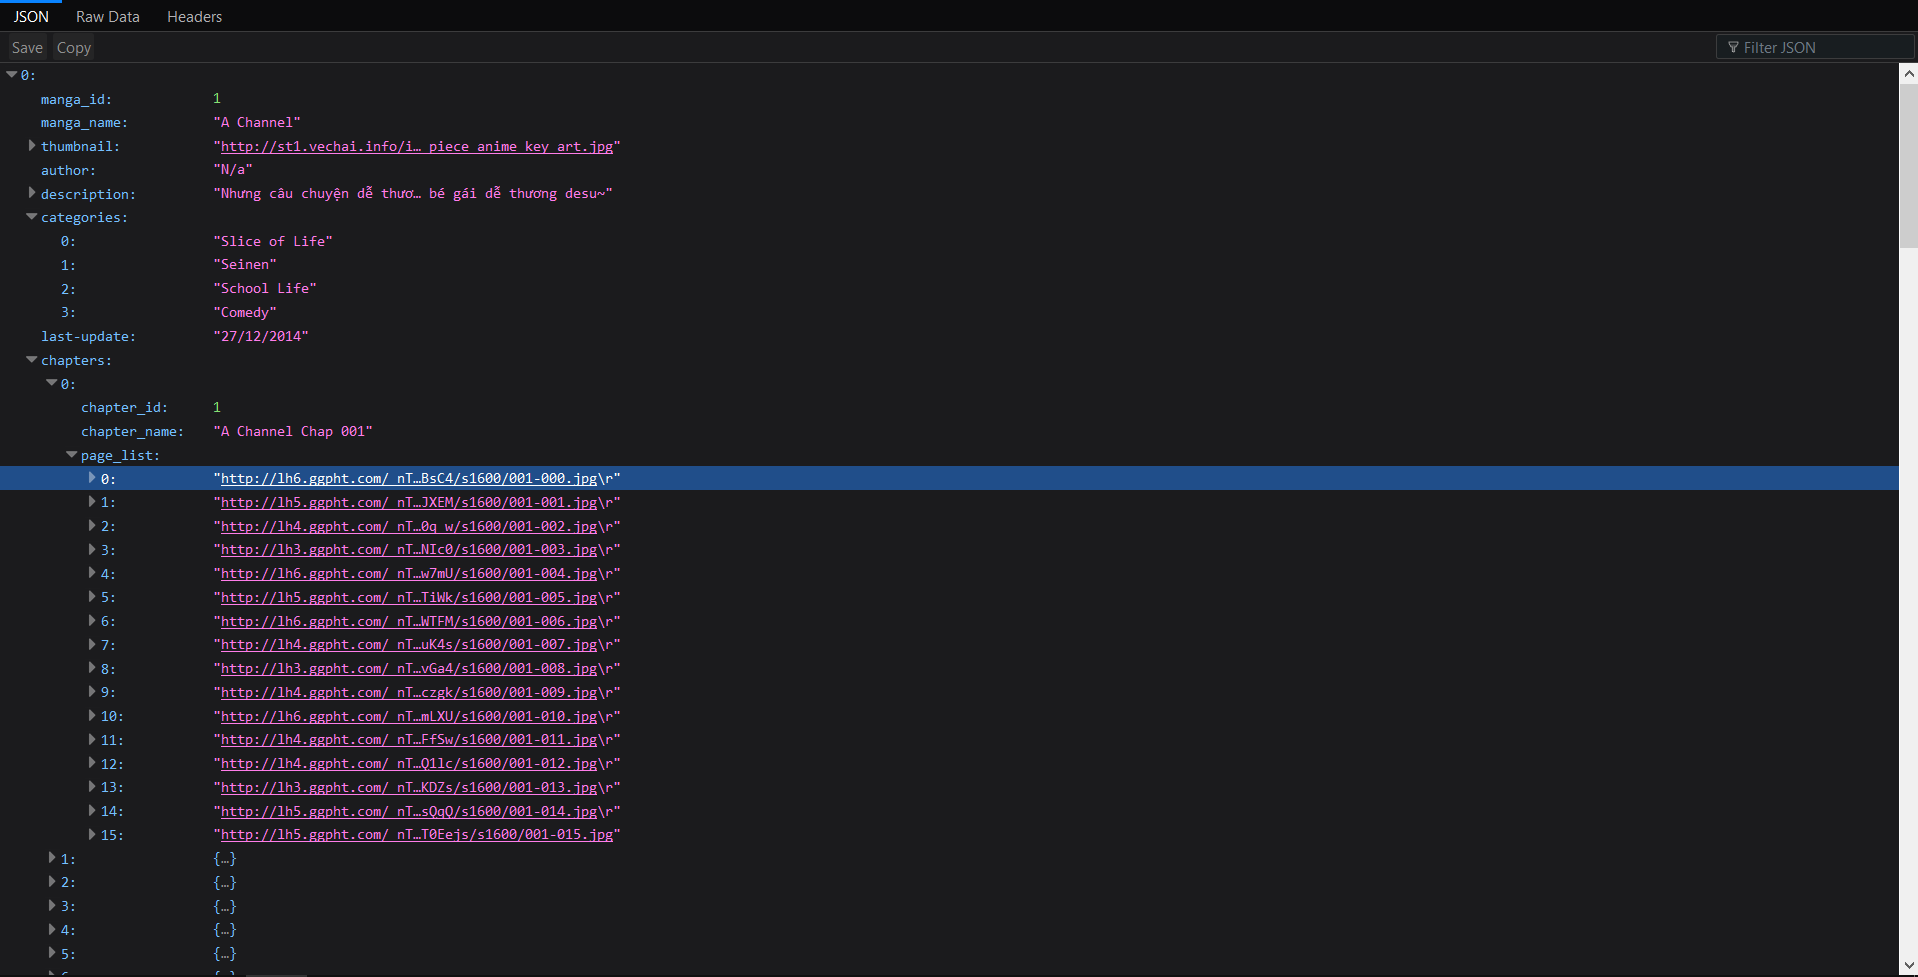 JSON Raw Data Headers
Save Copy Filter JSON
0:
manga_id: 1
manga_name: "A Channel"
thumbnail: "http://st1.vechai.info/i… piece anime key art.jpg"
author: "N/a"
description: "Nhưng câu chuyện dễ thươ… bé gái dễ thương desu~"
categories:
0: "Slice of Life"
1: "Seinen"
2: "School Life"
3: "Comedy"
last-update: "27/12/2014"
chapters:
0:
chapter_id: 1
chapter_name: "A Channel Chap 001"
page_list:
0: "http://lh6.ggpht.com/_nT…BsC4/s1600/001-000.jpg\r"
1: "http://lh5.ggpht.com/_nT…JXEM/s1600/001-001.jpg\r"
2: "http://lh4.ggpht.com/_nT…0q_w/s1600/001-002.jpg\r"
3: "http://lh3.ggpht.com/_nT…NIc0/s1600/001-003.jpg\r"
4: "http://lh6.ggpht.com/_nT…w7mU/s1600/001-004.jpg\r"
5: "http://lh5.ggpht.com/_nT…TiWk/s1600/001-005.jpg\r"
6: "http://lh6.ggpht.com/_nT…WTFM/s1600/001-006.jpg\r"
7: "http://lh4.ggpht.com/_nT…uK4s/s1600/001-007.jpg\r"
8: "http://lh3.ggpht.com/_nT…vGa4/s1600/001-008.jpg\r"
9: "http://lh4.ggpht.com/_nT…czgk/s1600/001-009.jpg\r"
10: "http://lh6.ggpht.com/_nT…mLXU/s1600/001-010.jpg\r"
11: "http://lh4.ggpht.com/_nT…FfSw/s1600/001-011.jpg\r"
12: "http://lh4.ggpht.com/_nT…Q1lc/s1600/001-012.jpg\r"
13: "http://lh3.ggpht.com/_nT…KDZs/s1600/001-013.jpg\r"
14: "http://lh5.ggpht.com/_nT…sQqQ/s1600/001-014.jpg\r"
15: "http://lh5.ggpht.com/_nT…T0Eejs/s1600/001-015.jpg"
1: {…}
2: {…}
3: {…}
4: {…}
5: {…}